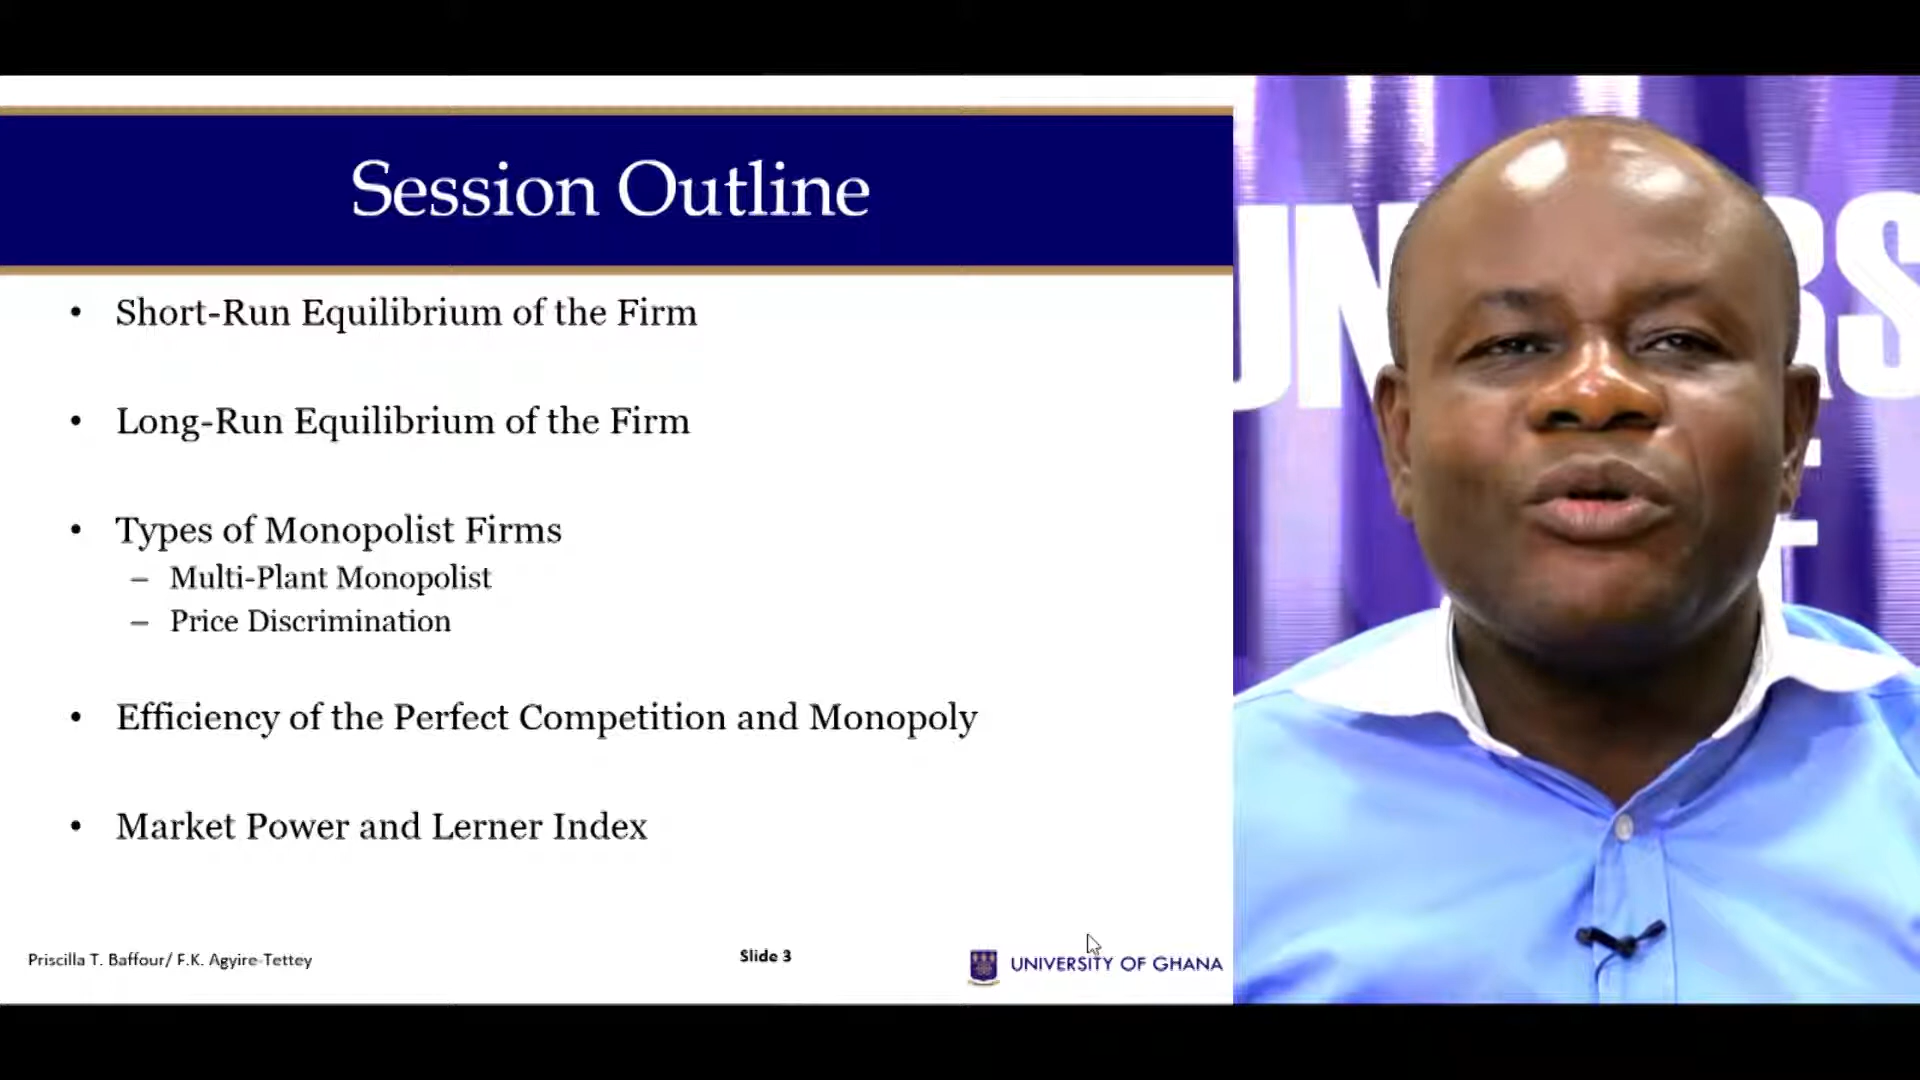 Session Outline
• Short-Run Equilibrium of the Firm
• Long-Run Equilibrium of the Firm
• Types of Monopolist Firms
– Multi-Plant Monopolist
– Price Discrimination
• Efficiency of the Perfect Competition and Monopoly
• Market Power and Lerner Index
Priscilla T. Baffour/ F.K. Agyire-Tettey
Slide 3
UNIVERSITY OF GHANA